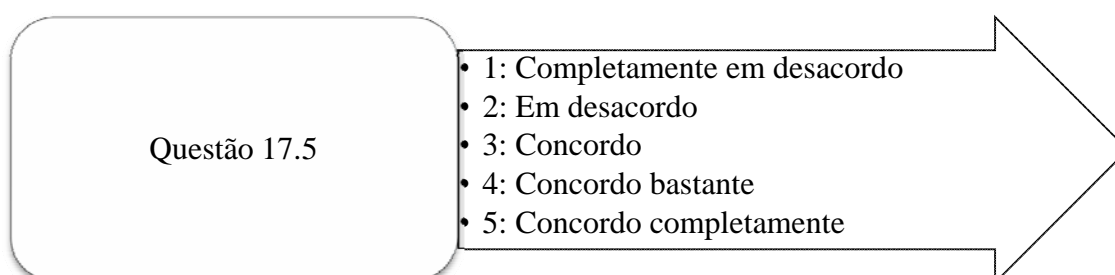 Questão 17.5
• 1: Completamente em desacordo
• 2: Em desacordo
• 3: Concordo
• 4: Concordo bastante
• 5: Concordo completamente